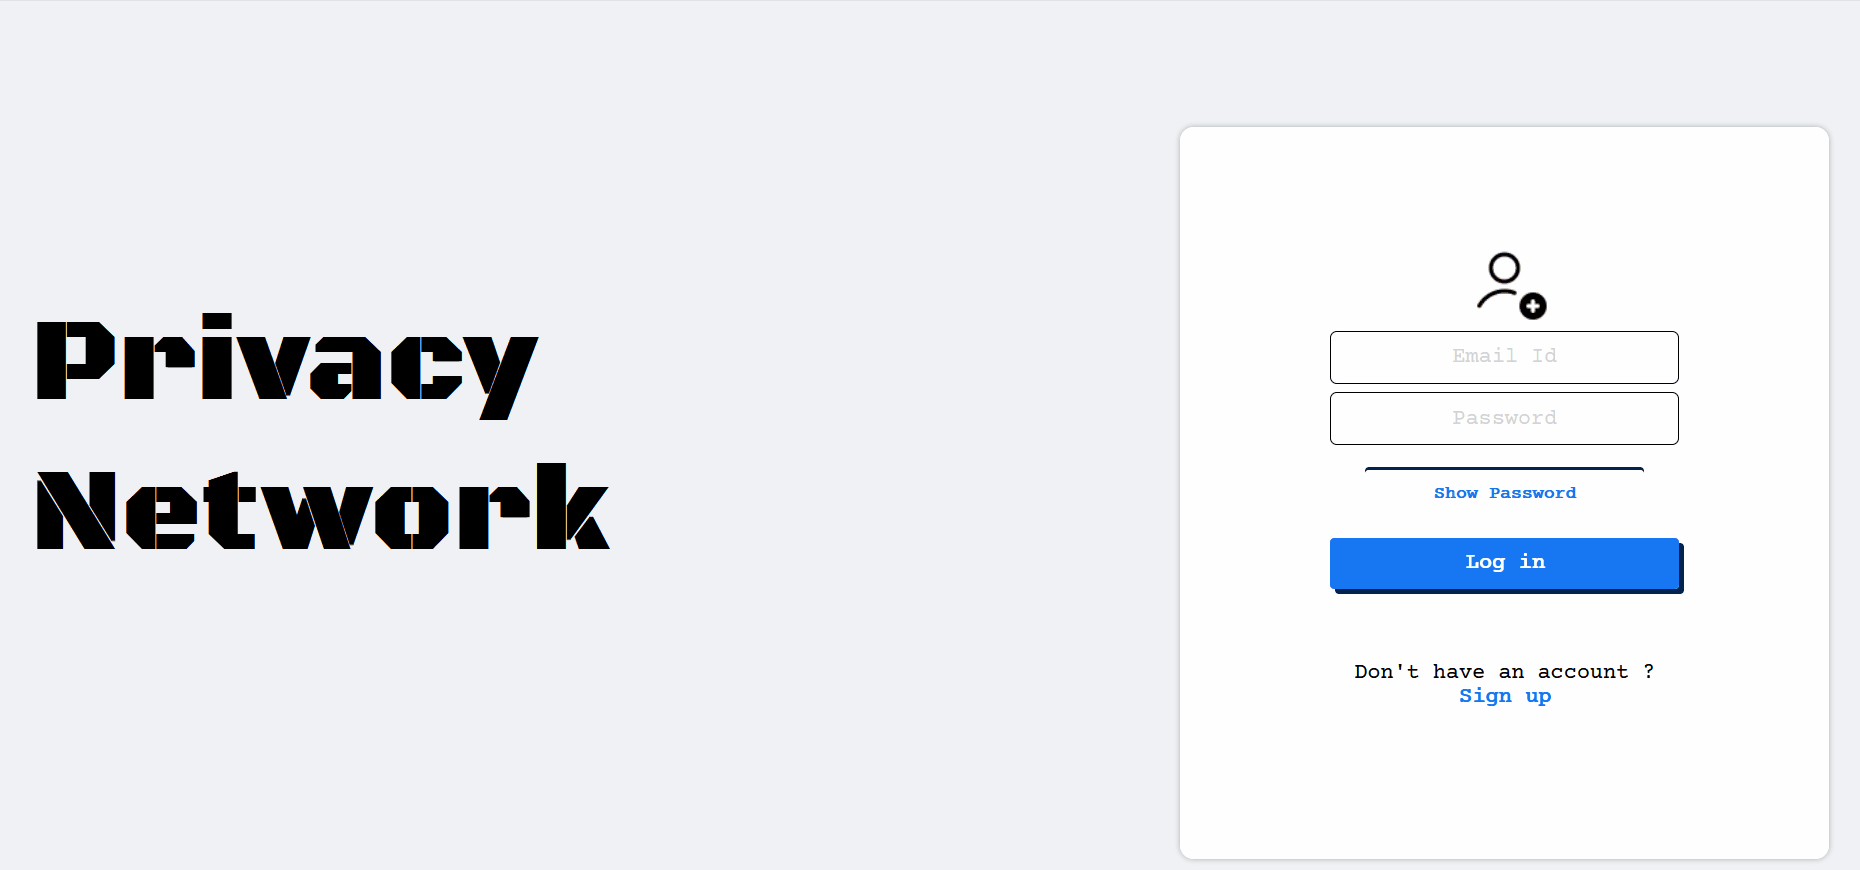 Privacy
Network
Email Id
Password
Show Password
Log in
Don't have an account ?
Sign up